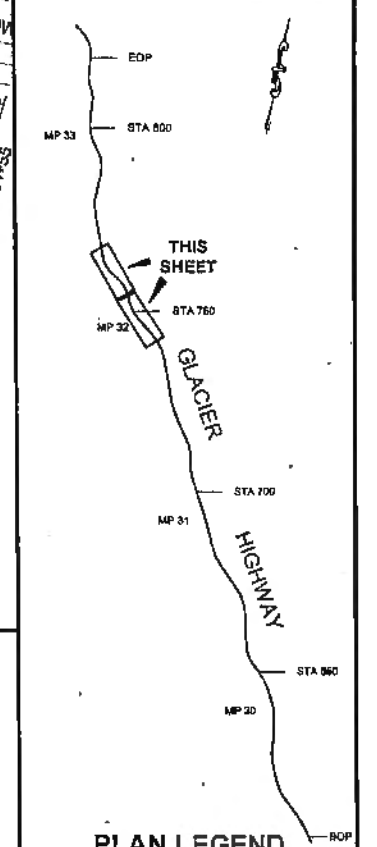 EOP
STA 800
MP 33
THIS
SHEET
STA 750
MP 32
GLACIER
STA 700
MP 31
HIGHWAY
STA 650
MP 30
BOP
PLAN LEGEND